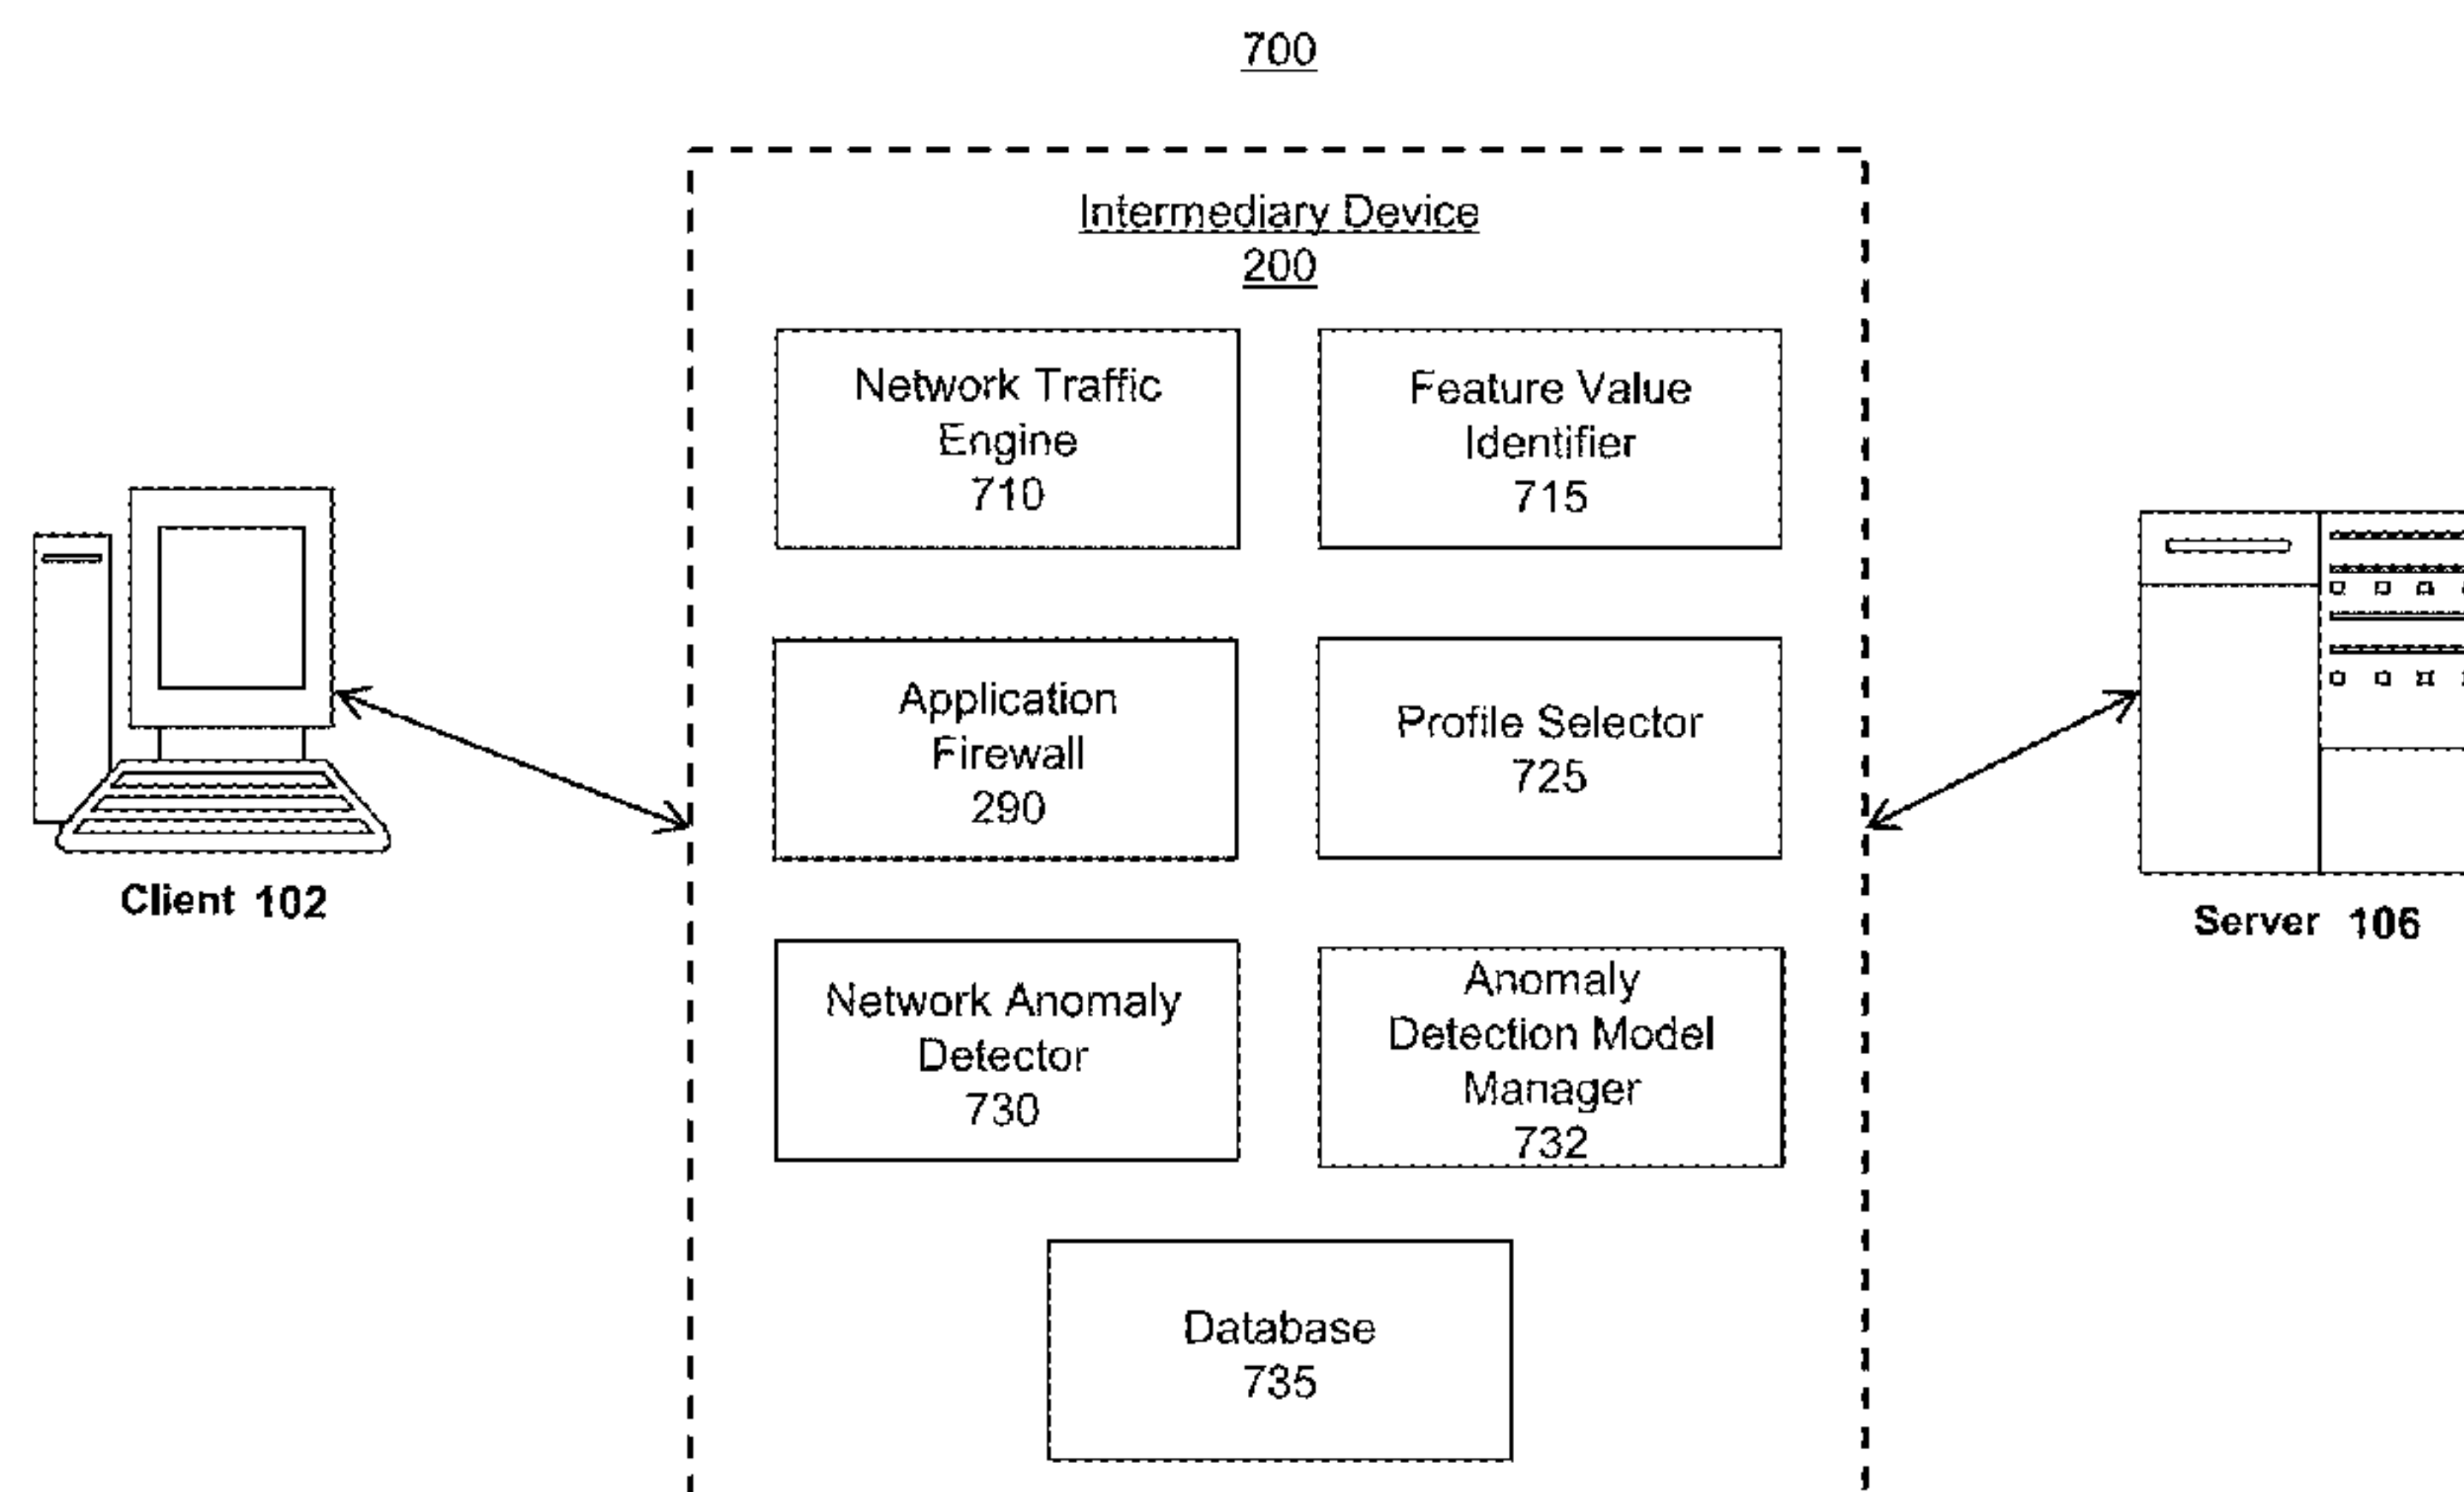 700
Intermediary Device
200
Network Traffic
Engine
710
Feature Value
Identifier
715
Application
Firewall
290
Profile Selector
725
Client 102
Server 106
Network Anomaly
Detector
730
Anomaly
Detection Model
Manager
732
Database
735